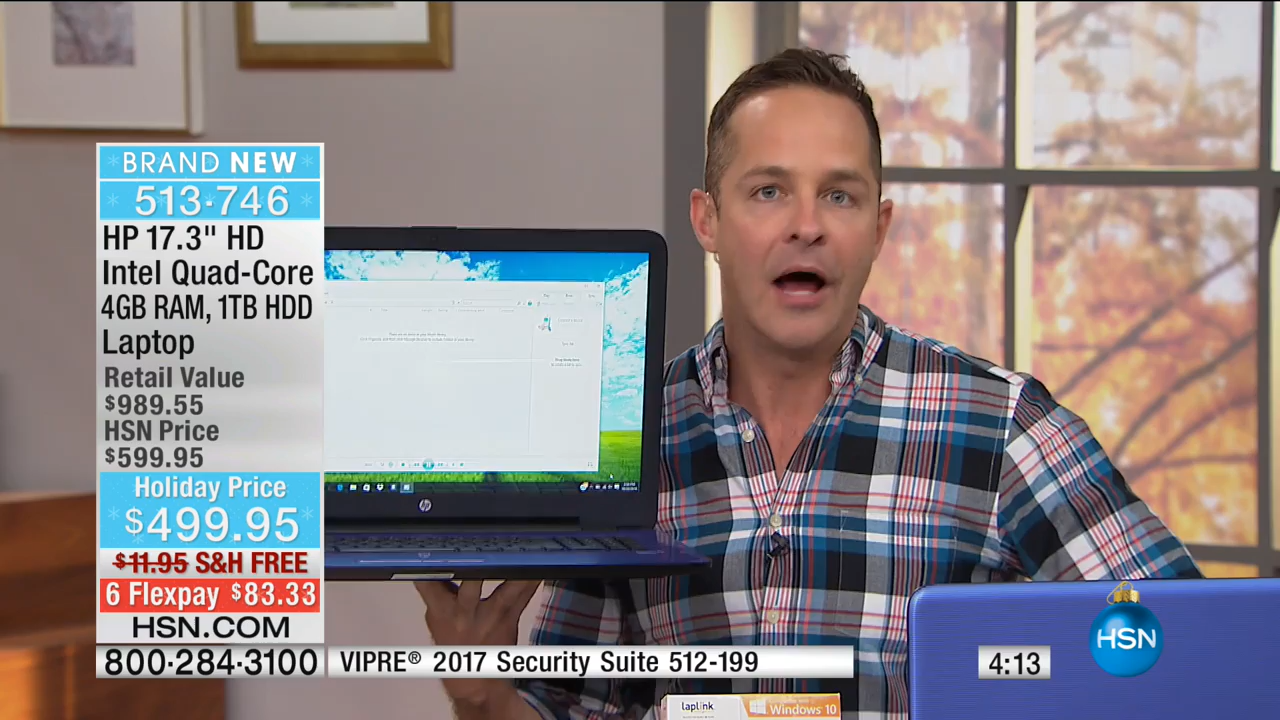 BRAND NEW
513·746
HP 17.3" HD
Intel Quad-Core
4GB RAM, 1TB HDD
Laptop
Retail Value
$989.55
HSN Price
$599.95
Holiday Price
$499.95
$11.95 S&H FREE
6 Flexpay $83.33
HSN.COM
800·284·3100
VIPRE® 2017 Security Suite 512-199
4:13
HSN
hp
laplink
Windows 10